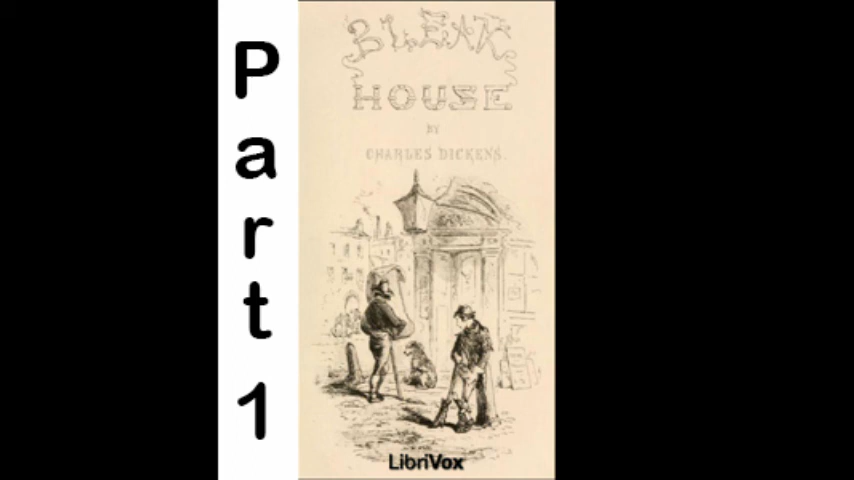 Part 1
BLEAK
HOUSE
BY
CHARLES DICKENS.
LibriVox